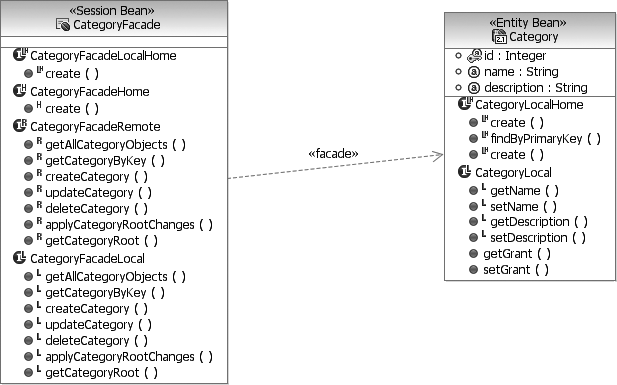 «Session Bean»
CategoryFacade
CategoryFacadeLocalHome
LH create ( )
CategoryFacadeHome
H create ( )
CategoryFacadeRemote
R getAllCategoryObjects ( )
R getCategoryByKey ( )
R createCategory ( )
R updateCategory ( )
R deleteCategory ( )
R applyCategoryRootChanges ( )
R getCategoryRoot ( )
CategoryFacadeLocal
L getAllCategoryObjects ( )
L getCategoryByKey ( )
L createCategory ( )
L updateCategory ( )
L deleteCategory ( )
L applyCategoryRootChanges ( )
L getCategoryRoot ( )
«facade»
«Entity Bean»
2.1 Category
id : Integer
a name : String
a description : String
CategoryLocalHome
LH create ( )
LH findByPrimaryKey ( )
LH create ( )
CategoryLocal
L getName ( )
L setName ( )
L getDescription ( )
L setDescription ( )
getGrant ( )
setGrant ( )